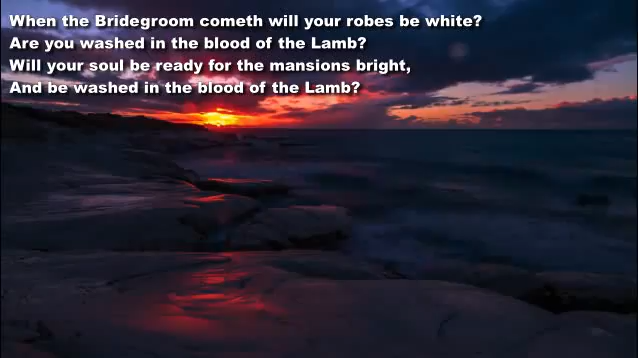 When the Bridegroom cometh will your robes be white?
Are you washed in the blood of the Lamb?
Will your soul be ready for the mansions bright,
And be washed in the blood of the Lamb?